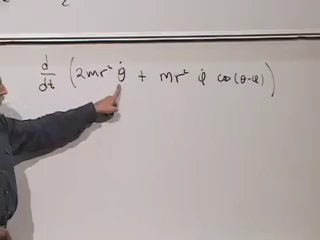 d/dt (2mr² θ̇ + mr² φ̇ cos(θ-φ))